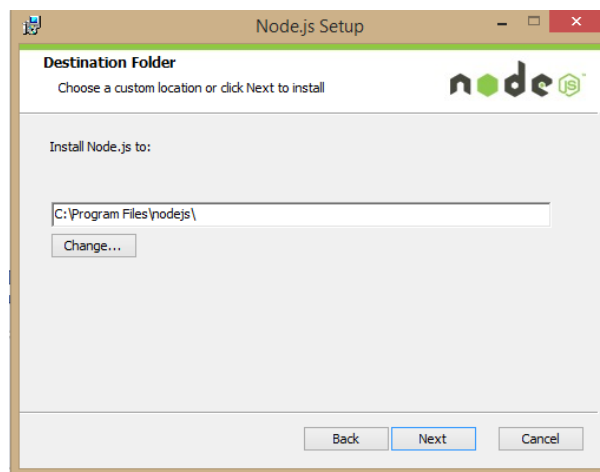 Node.js Setup
Destination Folder
Choose a custom location or click Next to install
node JS
Install Node.js to:
C:\Program Files\nodejs\
Change...
Back Next Cancel